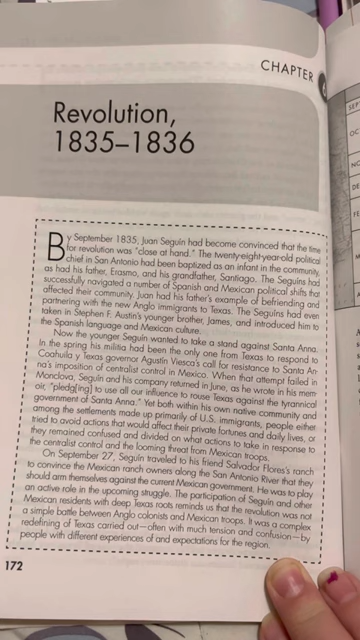 CHAPTER
Revolution,
1835–1836
By September 1835, Juan Seguín had become convinced that the time
for revolution was "close at hand." The twenty-eight-year-old political
chief in San Antonio had been baptized as an infant in the community,
as had his father, Erasmo, and his grandfather, Santiago. The Seguíns had
successfully navigated a number of Spanish and Mexican political shifts that
affected their community. Juan had his father's example of befriending and
partnering with the new Anglo immigrants to Texas. The Seguíns had even
taken in Stephen F. Austin's younger brother, James, and introduced him to
the Spanish language and Mexican culture.
Now the younger Seguín wanted to take a stand against Santa Anna.
In the spring his militia had been the only one from Texas to respond to
Coahuila y Texas governor Agustín Viesca's call for resistance to Santa An-
na's imposition of centralist control in Mexico. When that attempt failed in
Monclova, Seguín and his company returned in June, as he wrote in his mem-
oir, "pledg[ing] to use all our influence to rouse Texas against the tyrannical
government of Santa Anna." Yet both within his own native community and
among the settlements made up primarily of U.S. immigrants, people either
tried to avoid actions that would affect their private fortunes and daily lives, or
they remained confused and divided on what actions to take in response to
the centralist control and the looming threat from Mexican troops.
On September 27, Seguín traveled to his friend Salvador Flores's ranch
to convince the Mexican ranch owners along the San Antonio River that they
should arm themselves against the current Mexican government. He was to play
an active role in the upcoming struggle. The participation of Seguín and other
Mexican residents with deep Texas roots reminds us that the revolution was not
a simple battle between Anglo colonists and Mexican troops. It was a complex
redefining of Texas carried out—often with much tension and confusion—by
people with different experiences of and expectations for the region.
172
SEP
OC
NO
DE